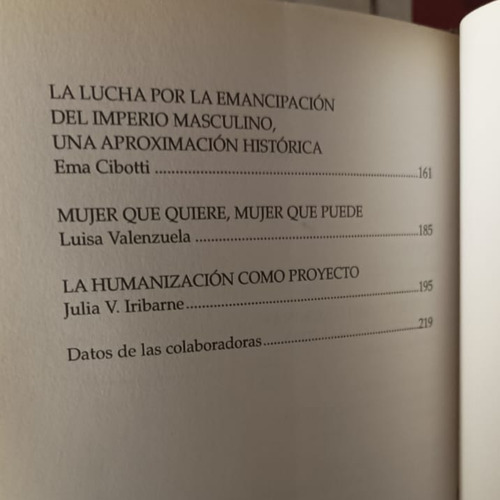 LA LUCHA POR LA EMANCIPACIÓN
DEL IMPERIO MASCULINO,
UNA APROXIMACIÓN HISTÓRICA
Ema Cibotti ........................................161
MUJER QUE QUIERE, MUJER QUE PUEDE
Luisa Valenzuela ........................................185
LA HUMANIZACIÓN COMO PROYECTO
Julia V. Iribarne ........................................195
Datos de las colaboradoras ...........................219